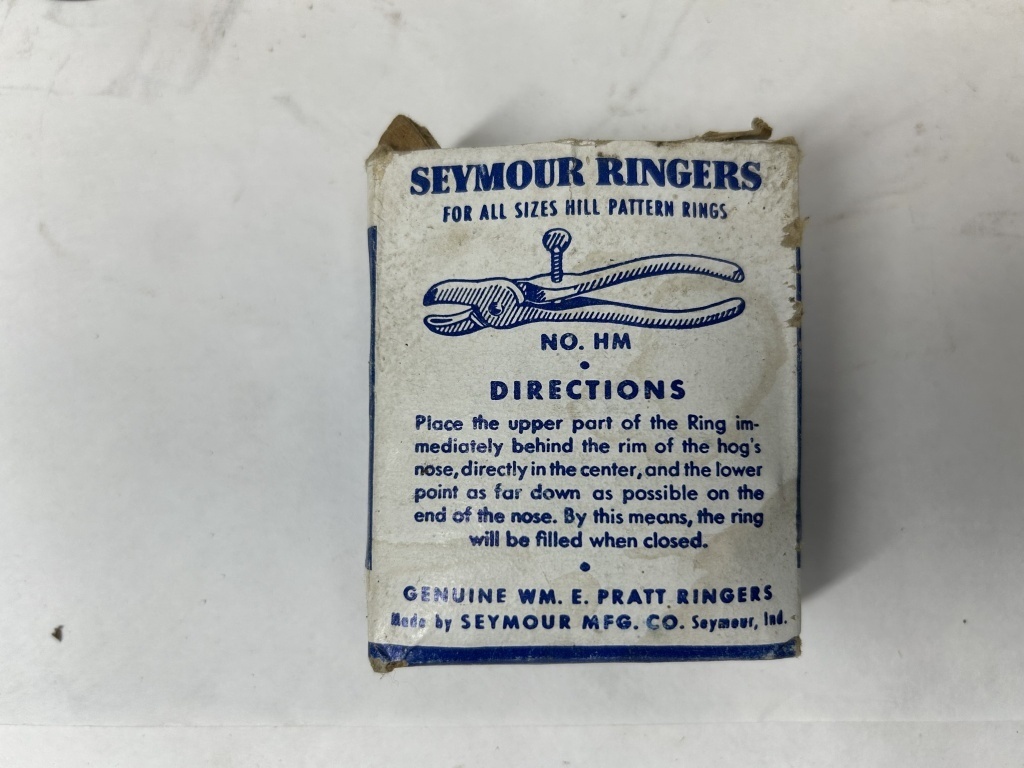 SEYMOUR RINGERS
FOR ALL SIZES HILL PATTERN RINGS
NO. HM
DIRECTIONS
Place the upper part of the Ring im-
mediately behind the rim of the hog's
nose, directly in the center, and the lower
point as far down as possible on the
end of the nose. By this means, the ring
will be filled when closed.
GENUINE WM. E. PRATT RINGERS
Made by SEYMOUR MFG. CO. Seymour, Ind.